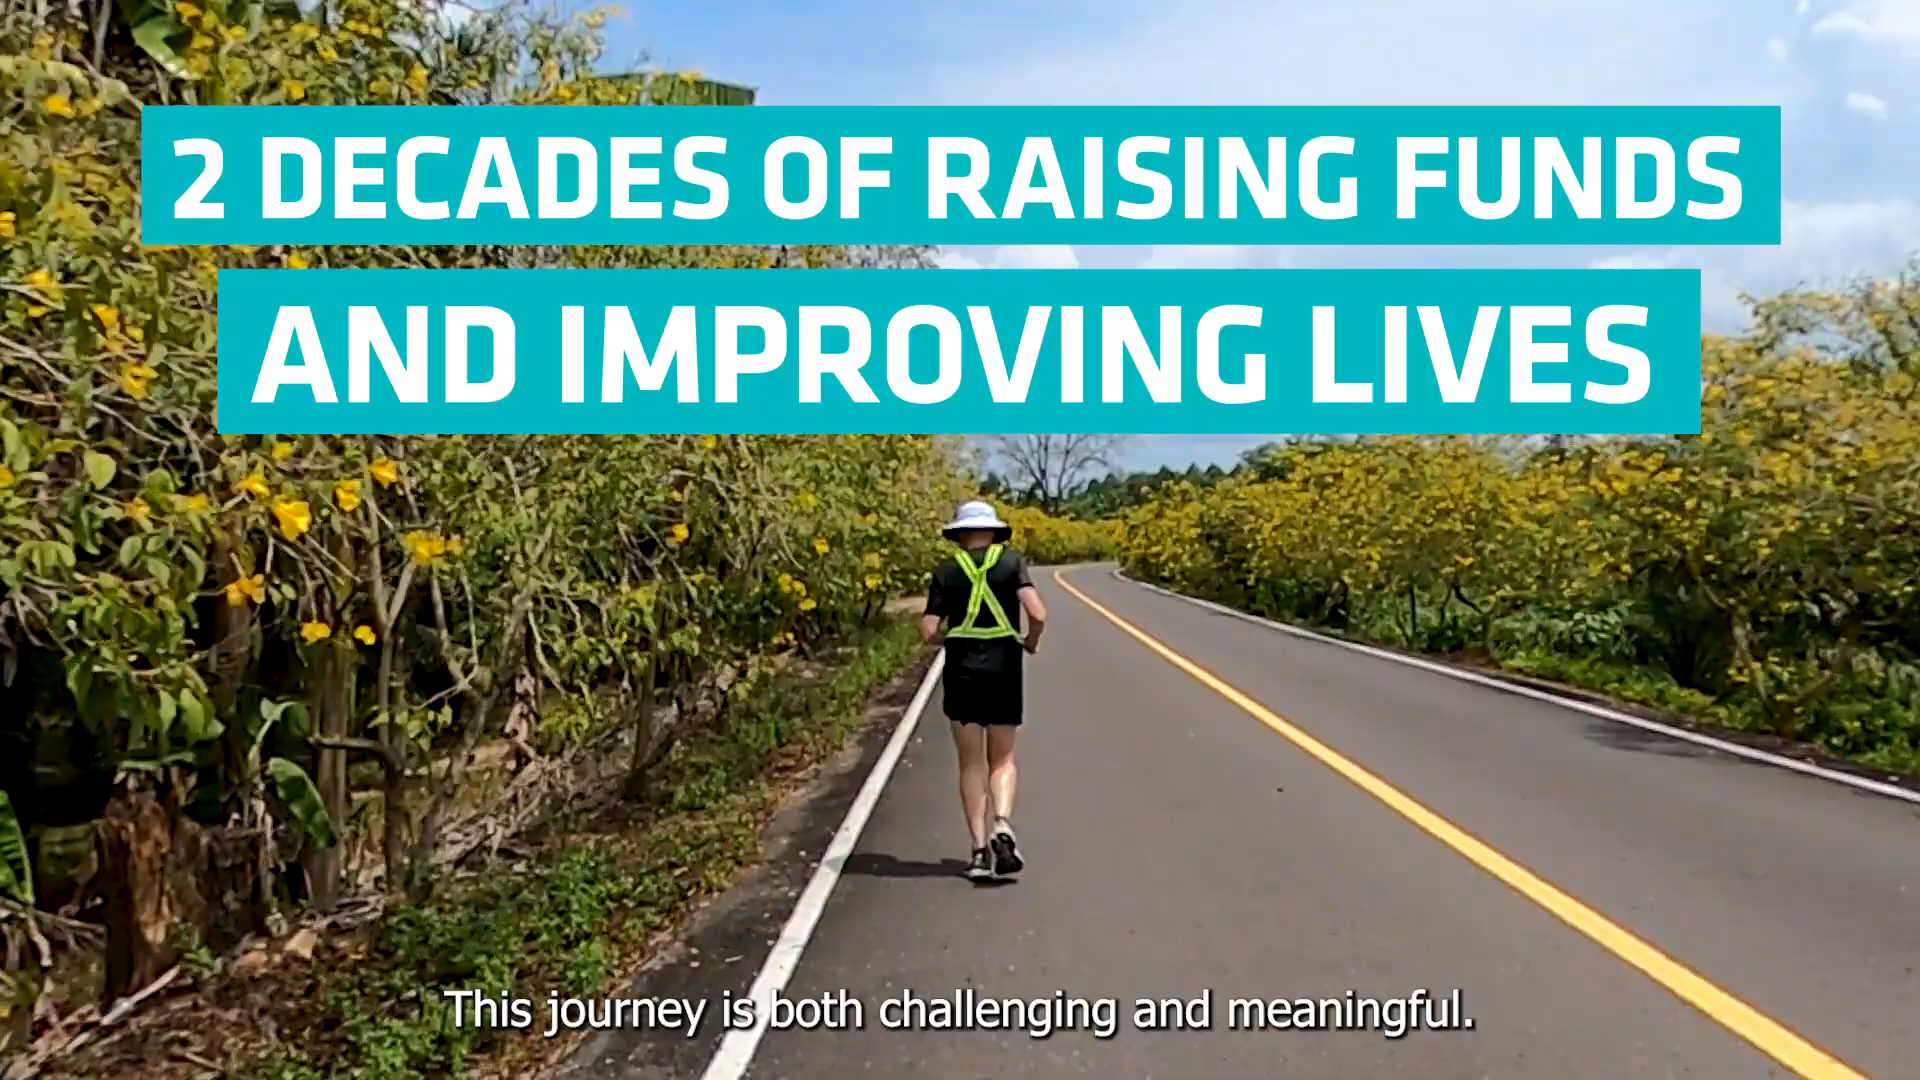 2 DECADES OF RAISING FUNDS
AND IMPROVING LIVES
This journey is both challenging and meaningful.